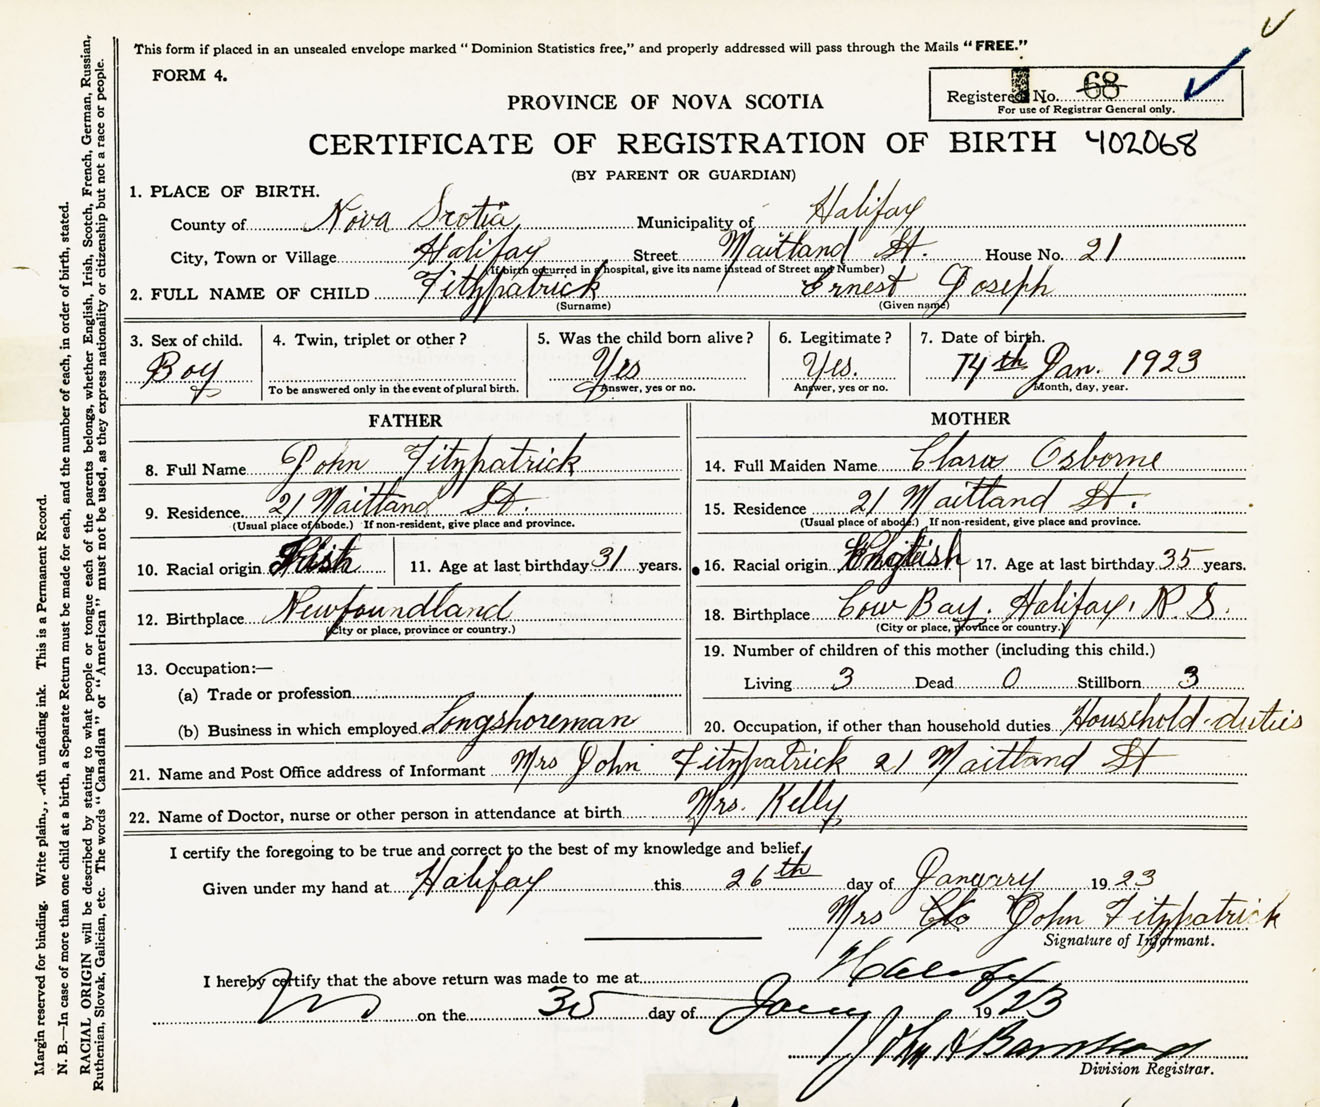 This form if placed in an unsealed envelope marked "Dominion Statistics free," and properly addressed will pass through the Mails "FREE."
FORM 4.
Registered No. 68
For use of Registrar General only.
PROVINCE OF NOVA SCOTIA
CERTIFICATE OF REGISTRATION OF BIRTH 402068
(BY PARENT OR GUARDIAN)
1. PLACE OF BIRTH.
County of Nova Scotia Municipality of Halifax
City, Town or Village Halifax Street Maitland St. House No. 21
(If birth occurred in a hospital, give its name instead of Street and Number)
2. FULL NAME OF CHILD Fitzpatrick Ernest Joseph
(Surname) (Given name)
3. Sex of child. 4. Twin, triplet or other? 5. Was the child born alive? 6. Legitimate? 7. Date of birth.
Boy Yes Yes. 14th Jan. 1923
To be answered only in the event of plural birth. Answer, yes or no. Answer, yes or no. Month, day, year.
FATHER
8. Full Name John Fitzpatrick
9. Residence 21 Maitland St.
(Usual place of abode.) If non-resident, give place and province.
10. Racial origin Irish 11. Age at last birthday 31 years.
12. Birthplace Newfoundland
(City or place, province or country.)
13. Occupation:—
(a) Trade or profession
(b) Business in which employed Longshoreman
MOTHER
14. Full Maiden Name Clara Osborne
15. Residence 21 Maitland St.
(Usual place of abode.) If non-resident, give place and province.
16. Racial origin English 17. Age at last birthday 35 years.
18. Birthplace Cow Bay. Halifax, N. S.
(City or place, province or country.)
19. Number of children of this mother (including this child.)
Living 3 Dead 0 Stillborn 3
20. Occupation, if other than household duties Household-duties
21. Name and Post Office address of Informant Mrs John Fitzpatrick 21 Maitland St
22. Name of Doctor, nurse or other person in attendance at birth Mrs. Kelly
I certify the foregoing to be true and correct to the best of my knowledge and belief.
Given under my hand at Halifax this 26th day of January 1923
Mrs John Fitzpatrick
Signature of Informant.
I hereby certify that the above return was made to me at Halifax
on the 30 day of Jany 1923
Division Registrar.
Margin reserved for binding. Write plainly, with unfading ink. This is a Permanent Record.
N. B.—In case of more than one child at a birth, a Separate Return must be made for each, and the number of each, in order of birth, stated.
RACIAL ORIGIN will be described by stating to what people or tongue each of the parents belongs, whether English, Irish, Scotch, French, German, Russian,
Ruthenian, Slovak, Galician, etc. The words "Canadian" or "American" must not be used, as they express nationality or citizenship but not a race or people.